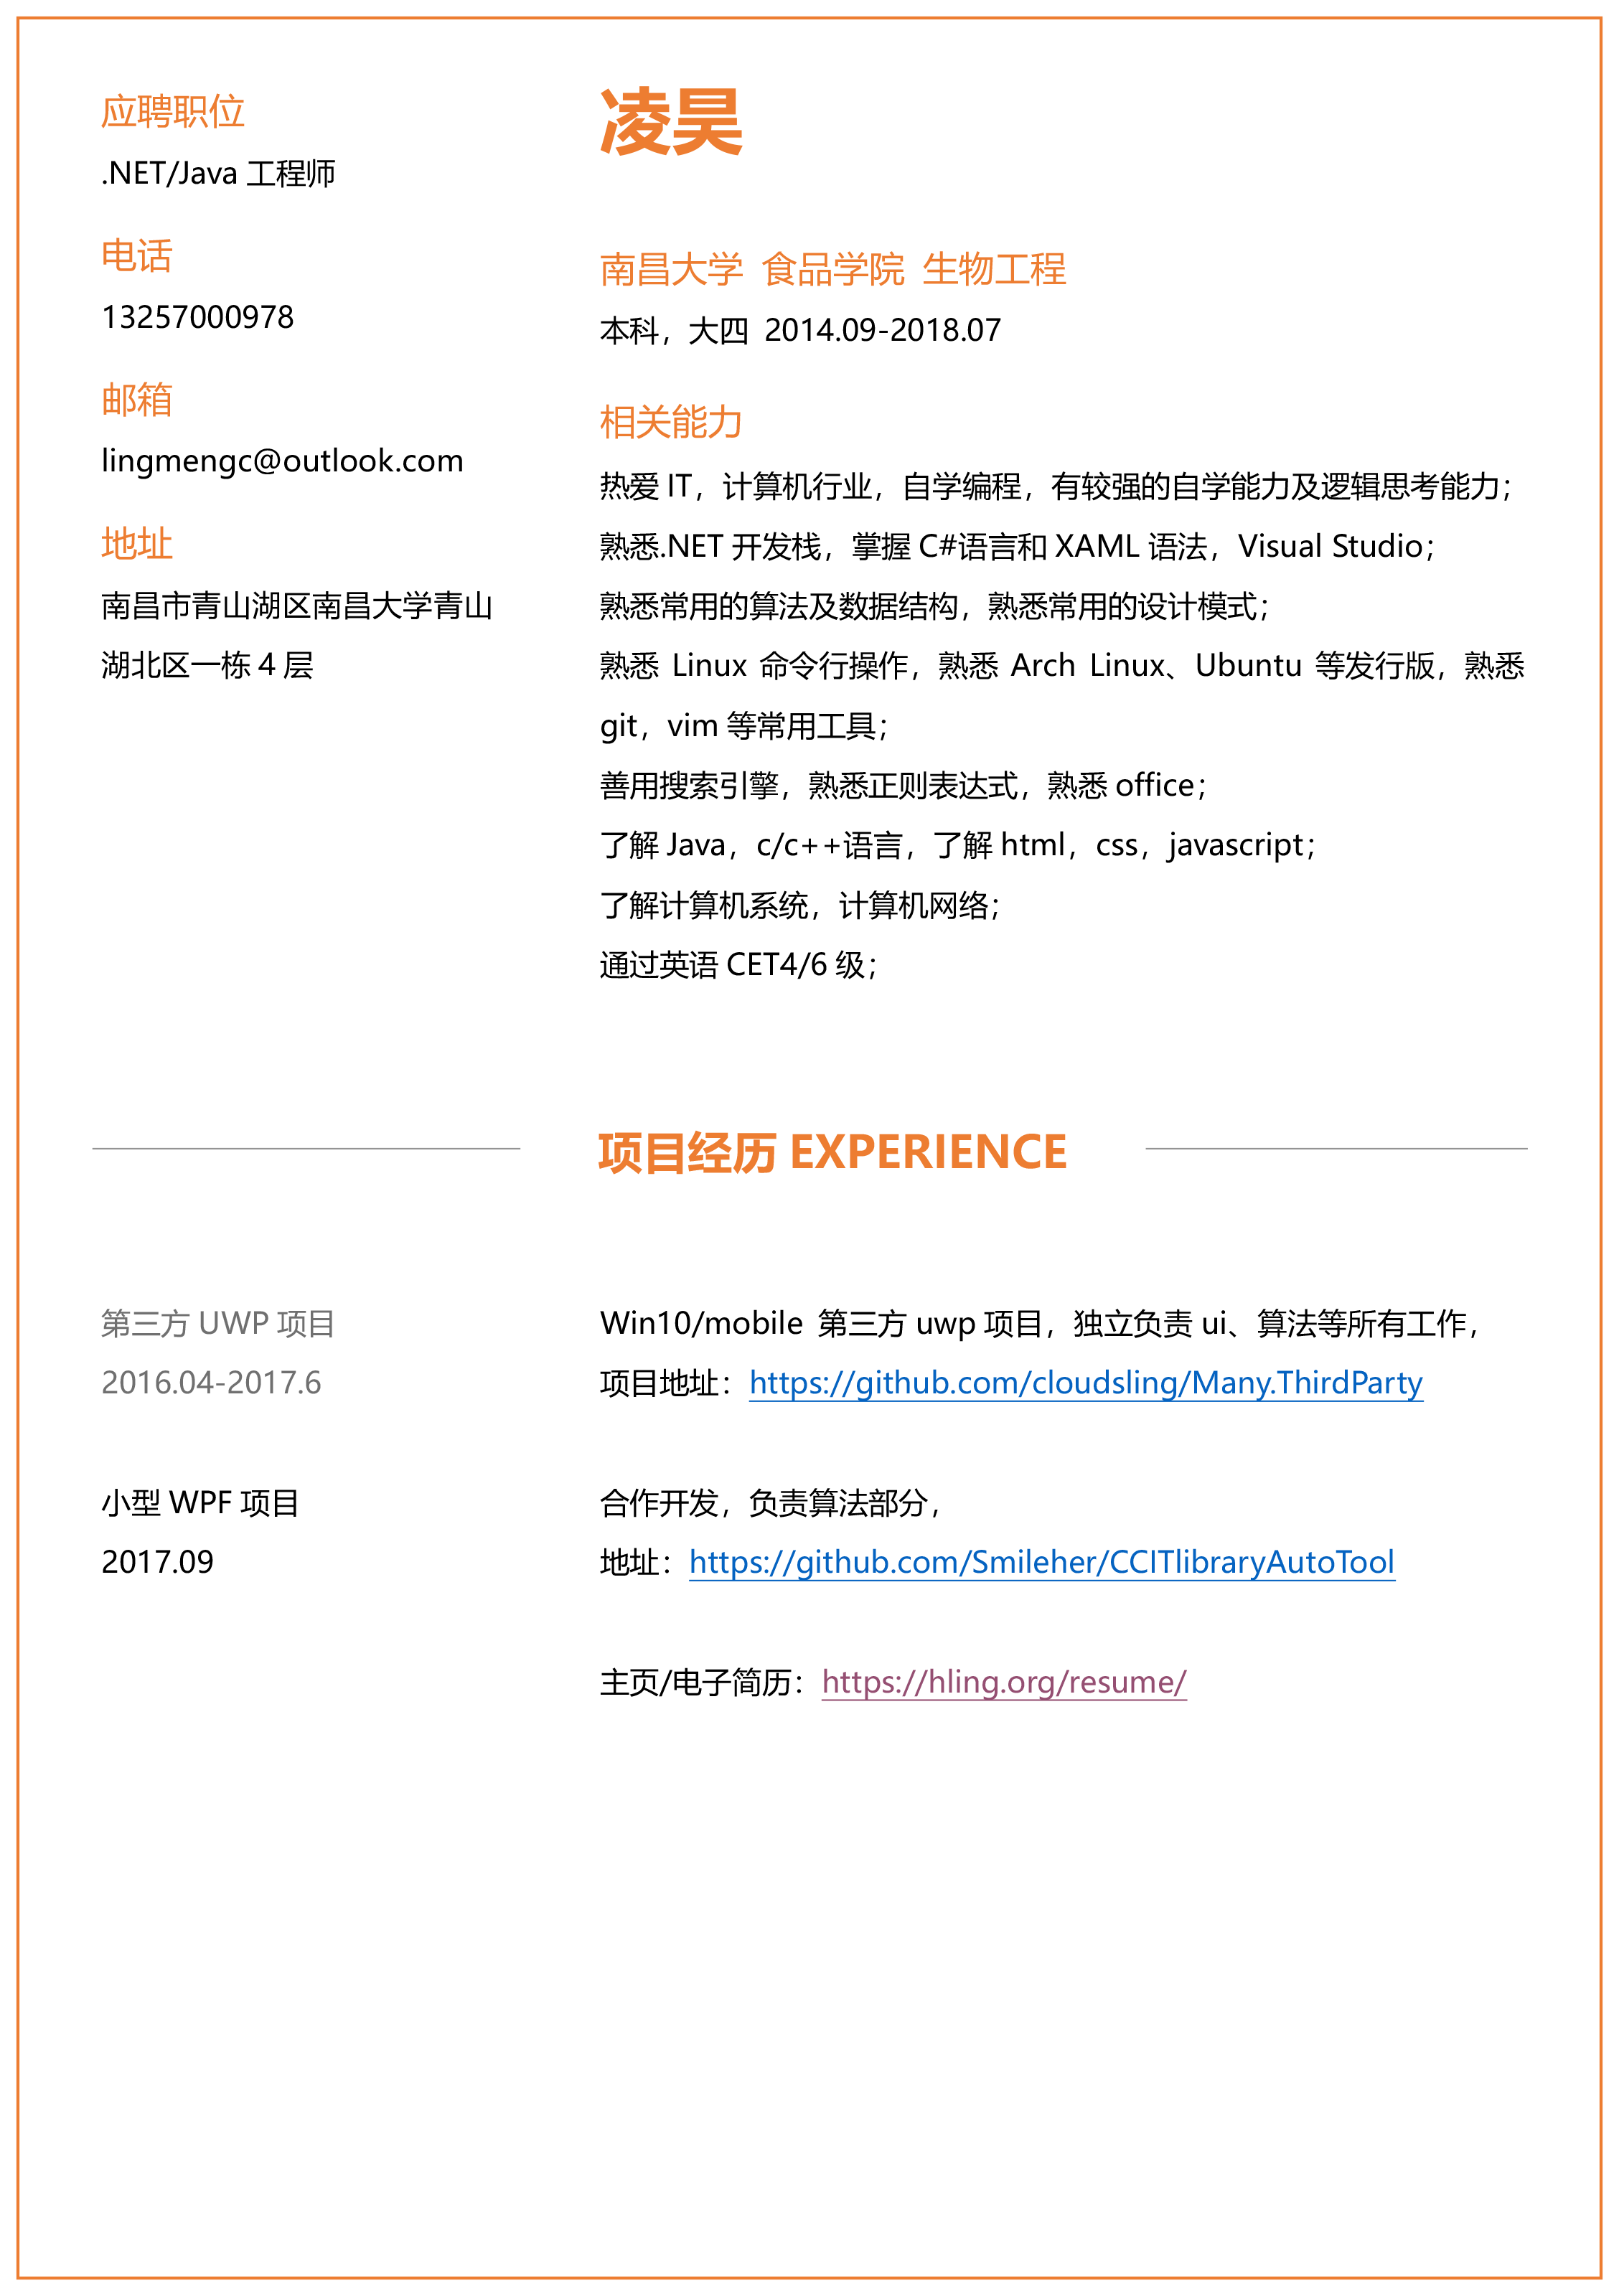 应聘职位
.NET/Java 工程师
电话
13257000978
邮箱
lingmengc@outlook.com
地址
南昌市青山湖区南昌大学青山
湖北区一栋 4 层
凌昊
南昌大学 食品学院 生物工程
本科，大四 2014.09-2018.07
相关能力
热爱 IT，计算机行业，自学编程，有较强的自学能力及逻辑思考能力；
熟悉.NET 开发栈，掌握 C#语言和 XAML 语法，Visual Studio；
熟悉常用的算法及数据结构，熟悉常用的设计模式；
熟悉 Linux 命令行操作，熟悉 Arch Linux、Ubuntu 等发行版，熟悉
git，vim 等常用工具；
善用搜索引擎，熟悉正则表达式，熟悉 office；
了解 Java，c/c++语言，了解 html，css，javascript；
了解计算机系统，计算机网络；
通过英语 CET4/6 级；
项目经历 EXPERIENCE
第三方 UWP 项目
2016.04-2017.6
Win10/mobile 第三方 uwp 项目，独立负责 ui、算法等所有工作，
项目地址：https://github.com/cloudsling/Many.ThirdParty
小型 WPF 项目
2017.09
合作开发，负责算法部分，
地址：https://github.com/Smileher/CCITlibraryAutoTool
主页/电子简历：https://hling.org/resume/